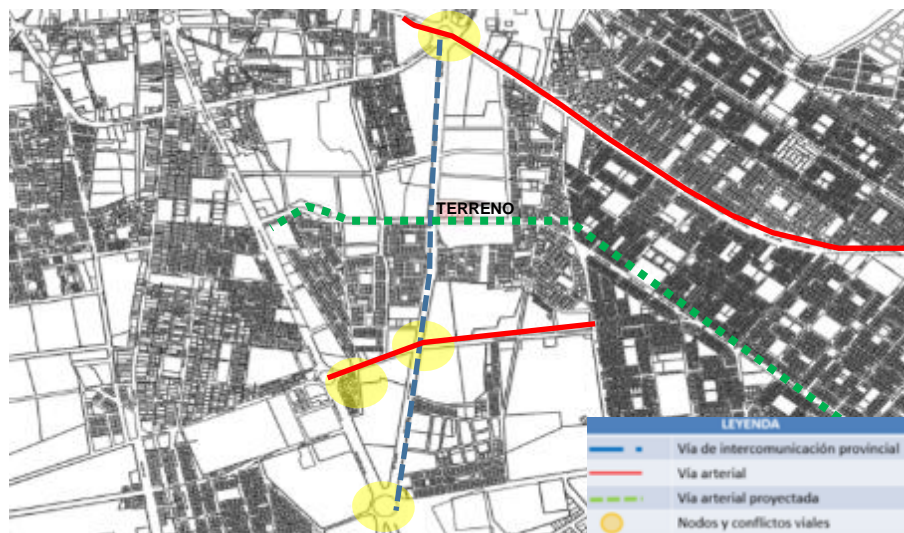 TERRENO
LEYENDA
Vía de intercomunicación provincial
Vía arterial
Vía arterial proyectada
Nodos y conflictos viales